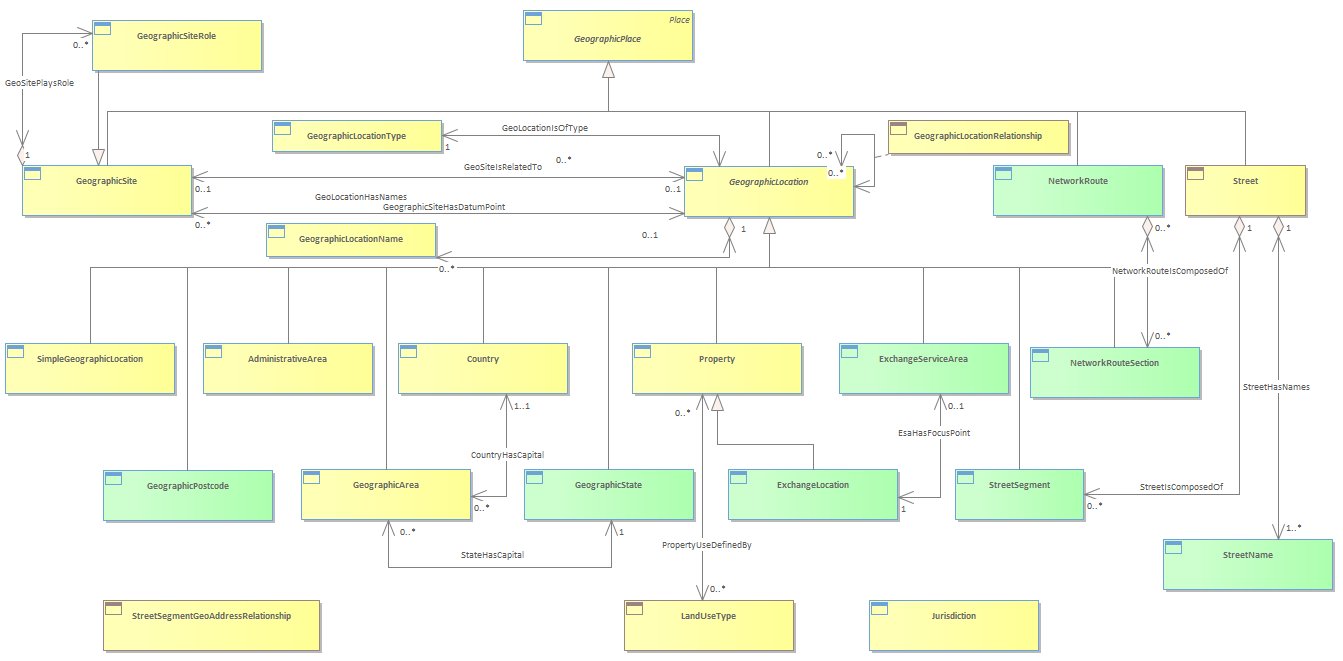 Place
GeographicSiteRole
GeographicPlace
0..*
GeoSitePlaysRole
GeographicLocationType
GeoLocationIsOfType
GeographicLocationRelationship
1
1
0..*
0..*
GeoSiteIsRelatedTo
0..*
GeographicSite
GeographicLocation
NetworkRoute
Street
0..1
0..1
GeoLocationHasNames
GeographicSiteHasDatumPoint
0..*
1
0..*
1
1
GeographicLocationName
0..1
0..*
NetworkRouteIsComposedOf
0..*
SimpleGeographicLocation
AdministrativeArea
Country
Property
ExchangeServiceArea
NetworkRouteSection
StreetHasNames
1..1
0..*
0..1
EsaHasFocusPoint
CountryHasCapital
GeographicPostcode
GeographicArea
GeographicState
ExchangeLocation
StreetSegment
StreetIsComposedOf
0..*
1
0..*
0..*
1
1..*
PropertyUseDefinedBy
StateHasCapital
StreetName
0..*
StreetSegmentGeoAddressRelationship
LandUseType
Jurisdiction